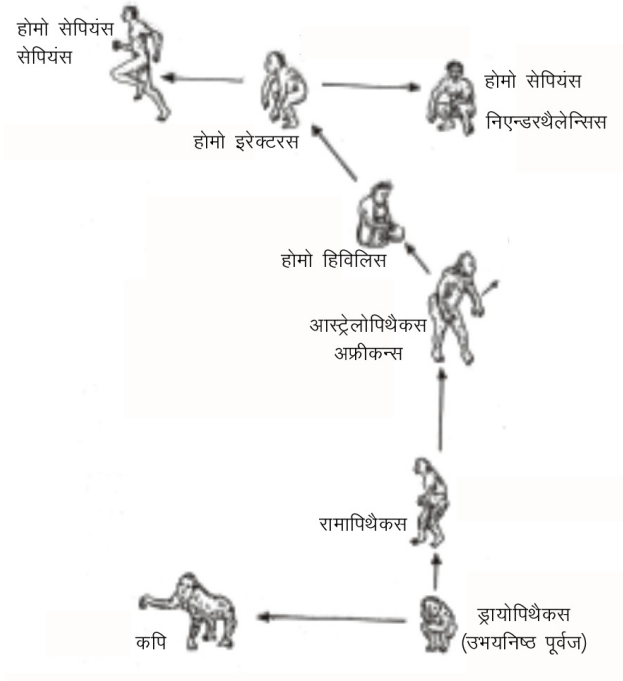 होमो सेपियंस
सेपियंस
होमो सेपियंस
निएन्डरथैलेन्सिस
होमो इरेक्टरस
होमो हिविलिस
आस्ट्रेलोपिथैकस
अफ्रीकन्स
रामापिथैकस
ड्रायोपिथैकस
(उभयनिष्ठ पूर्वज)
कपि